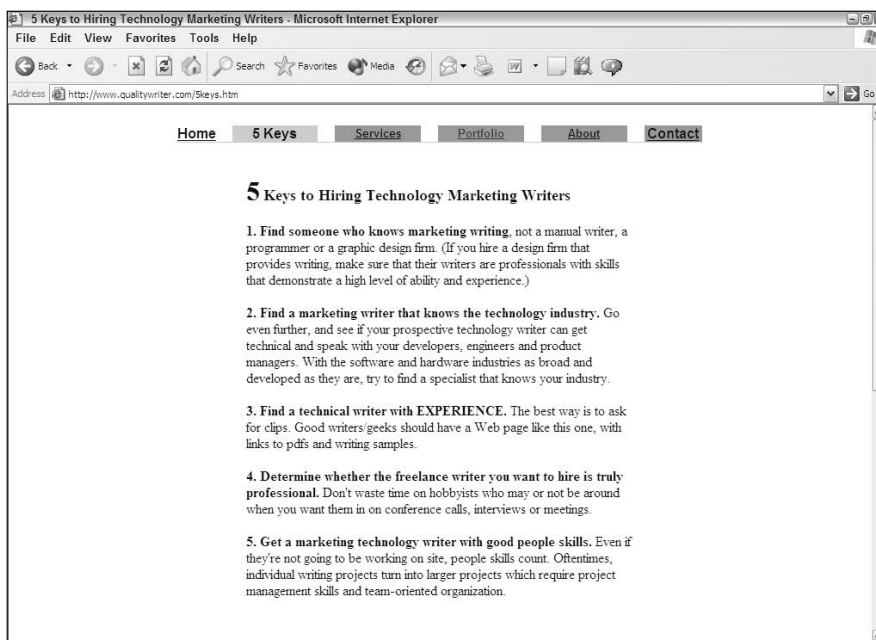 5 Keys to Hiring Technology Marketing Writers - Microsoft Internet Explorer
File Edit View Favorites Tools Help
Back Search Favorites Media
Address http://www.qualitywriter.com/5keys.htm Go
Home 5 Keys Services Portfolio About Contact
5 Keys to Hiring Technology Marketing Writers
1. Find someone who knows marketing writing, not a manual writer, a
programmer or a graphic design firm. (If you hire a design firm that
provides writing, make sure that their writers are professionals with skills
that demonstrate a high level of ability and experience.)
2. Find a marketing writer that knows the technology industry. Go
even further, and see if your prospective technology writer can get
technical and speak with your developers, engineers and product
managers. With the software and hardware industries as broad and
developed as they are, try to find a specialist that knows your industry.
3. Find a technical writer with EXPERIENCE. The best way is to ask
for clips. Good writers/geeks should have a Web page like this one, with
links to pdfs and writing samples.
4. Determine whether the freelance writer you want to hire is truly
professional. Don't waste time on hobbyists who may or not be around
when you want them in on conference calls, interviews or meetings.
5. Get a marketing technology writer with good people skills. Even if
they're not going to be working on site, people skills count. Oftentimes,
individual writing projects turn into larger projects which require project
management skills and team-oriented organization.